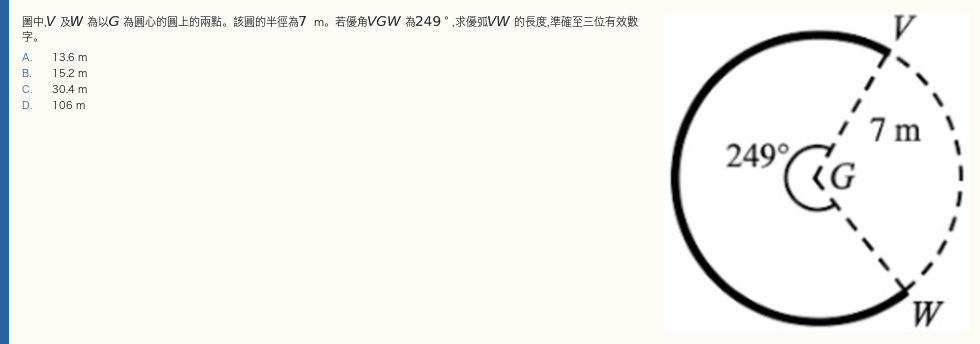 圖中,V 及W 為以G 為圓心的圓上的兩點。該圓的半徑為7 m。若優角VGW 為249 °,求優弧VW 的長度,準確至三位有效數
字。
A. 13.6 m
B. 15.2 m
C. 30.4 m
D. 106 m
V
7 m
249°
G
W